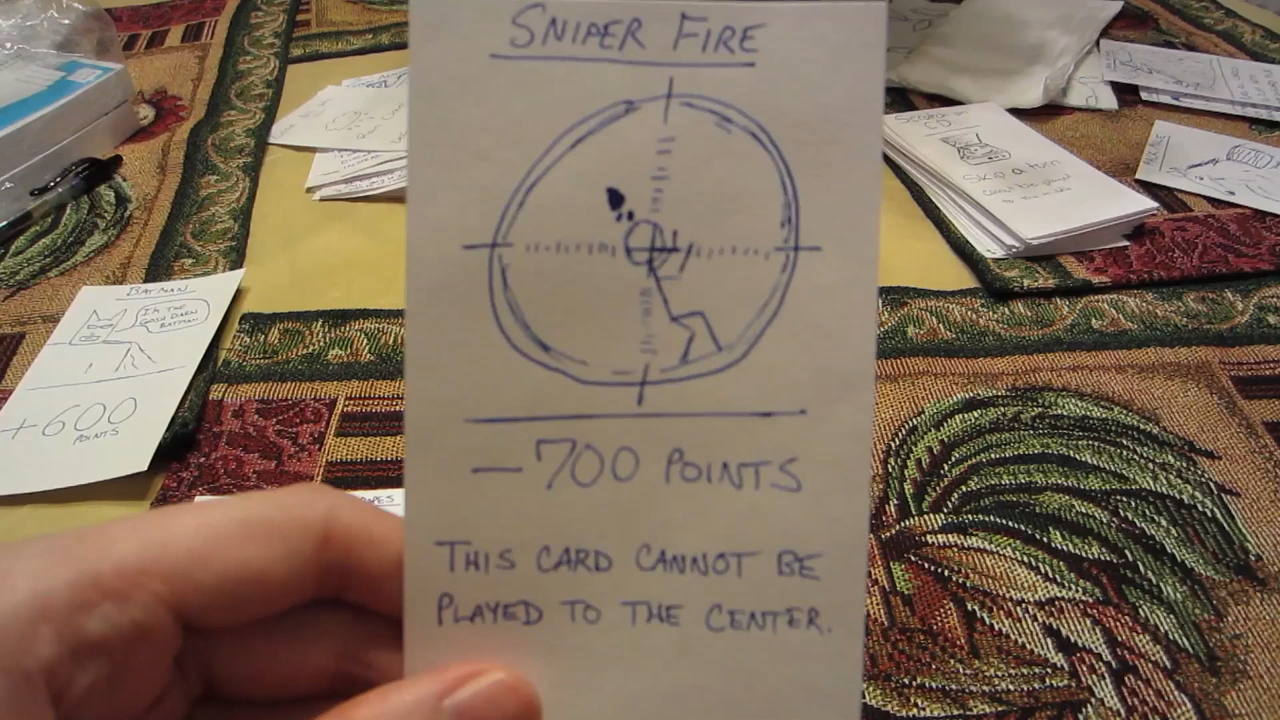 SNIPER FIRE
-700 POINTS
THIS CARD CANNOT BE
PLAYED TO THE CENTER.
BATMAN
I'M THE
GOSH DARN
BATMAN
+600
POINTS
CD
Skip a turn